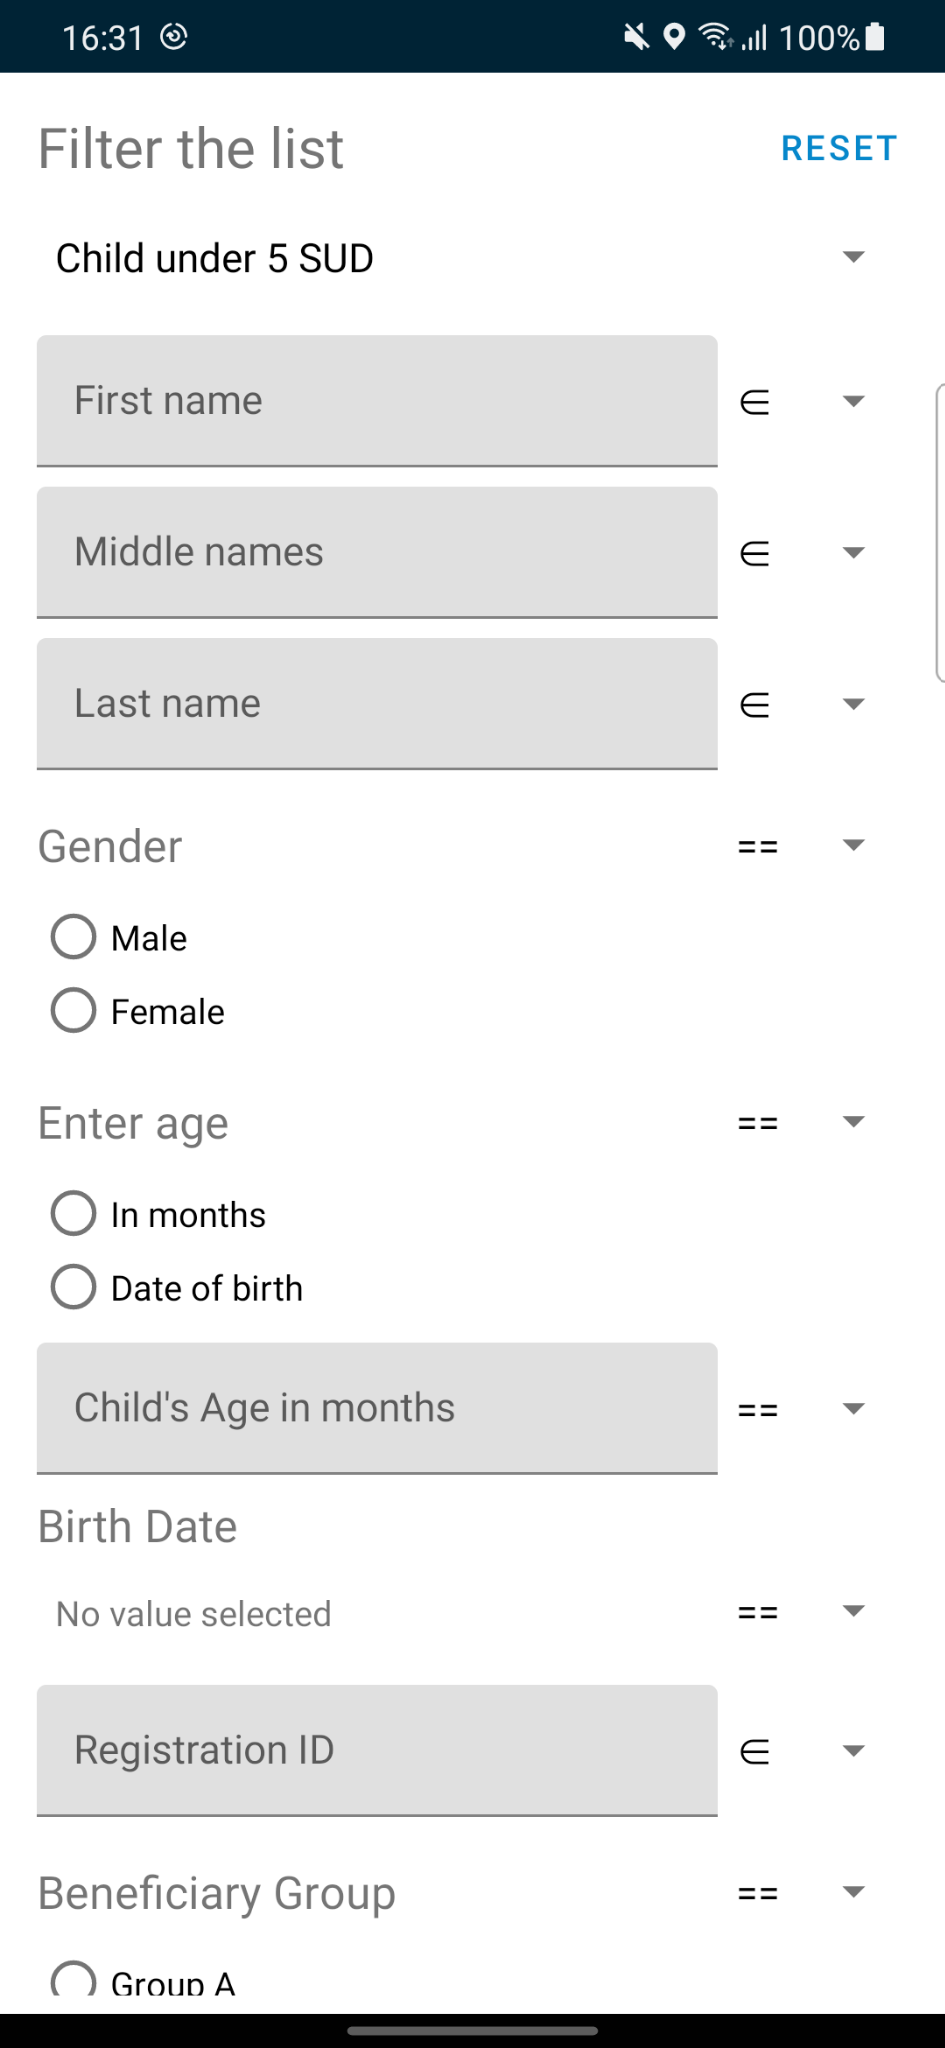 16:31 100%
Filter the list RESET
Child under 5 SUD
First name ∈
Middle names ∈
Last name ∈
Gender ==
Male
Female
Enter age ==
In months
Date of birth
Child's Age in months ==
Birth Date
No value selected ==
Registration ID ∈
Beneficiary Group ==
Group A